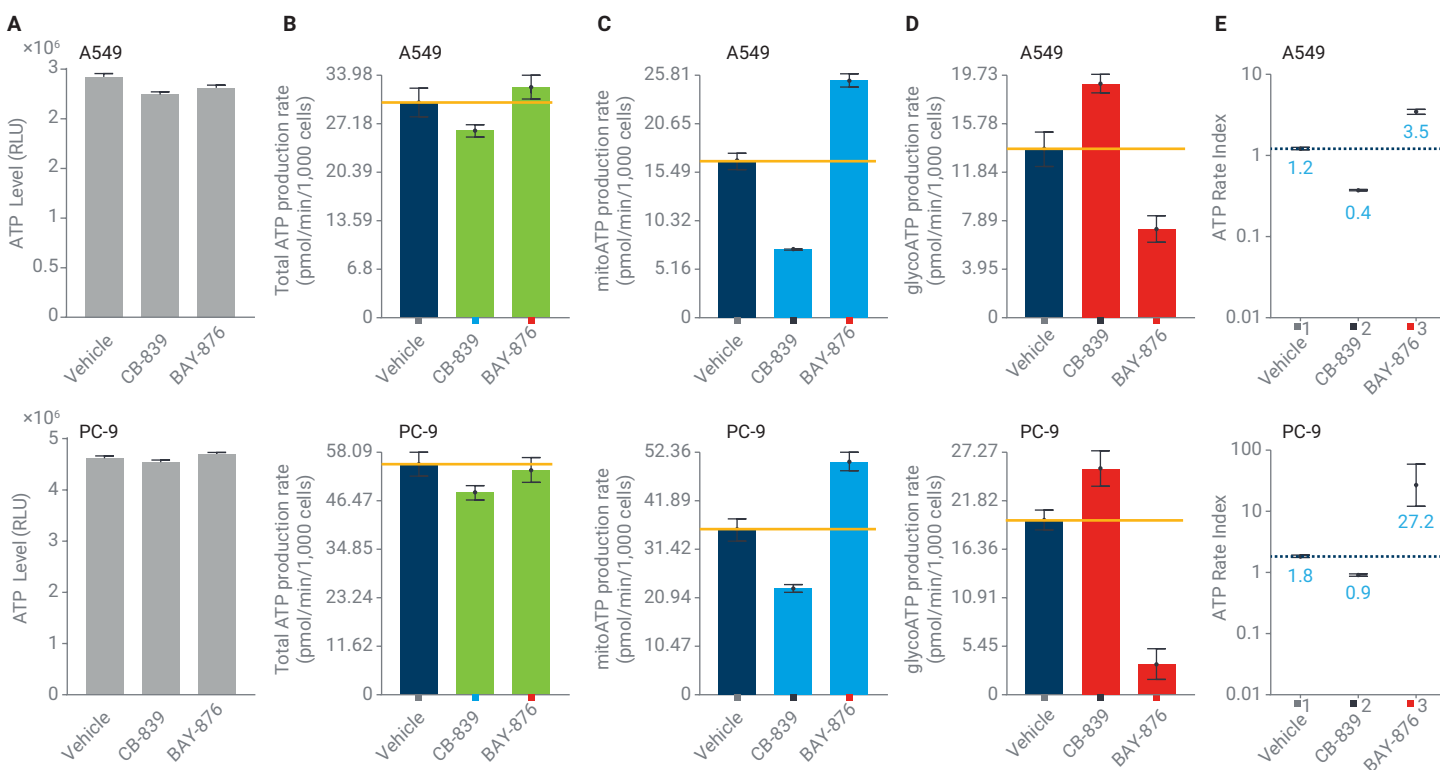 A
B
C
D
E
A549
×10⁶
ATP Level (RLU)
3
2
2
1
0.5
0
Vehicle
CB-839
BAY-876
A549
Total ATP production rate
(pmol/min/1,000 cells)
33.98
27.18
20.39
13.59
6.8
0
Vehicle
CB-839
BAY-876
A549
mitoATP production rate
(pmol/min/1,000 cells)
25.81
20.65
15.49
10.32
5.16
0
Vehicle
CB-839
BAY-876
A549
glycoATP production rate
(pmol/min/1,000 cells)
19.73
15.78
11.84
7.89
3.95
0
Vehicle
CB-839
BAY-876
A549
ATP Rate Index
10
1
0.1
0.01
1.2
0.4
3.5
1
2
3
Vehicle
CB-839
BAY-876
PC-9
×10⁶
ATP Level (RLU)
5
4
3
2
1
0
Vehicle
CB-839
BAY-876
PC-9
Total ATP production rate
(pmol/min/1,000 cells)
58.09
46.47
34.85
23.24
11.62
0
Vehicle
CB-839
BAY-876
PC-9
mitoATP production rate
(pmol/min/1,000 cells)
52.36
41.89
31.42
20.94
10.47
0
Vehicle
CB-839
BAY-876
PC-9
glycoATP production rate
(pmol/min/1,000 cells)
27.27
21.82
16.36
10.91
5.45
0
Vehicle
CB-839
BAY-876
PC-9
ATP Rate Index
100
10
1
0.1
0.01
1.8
0.9
27.2
1
2
3
Vehicle
CB-839
BAY-876